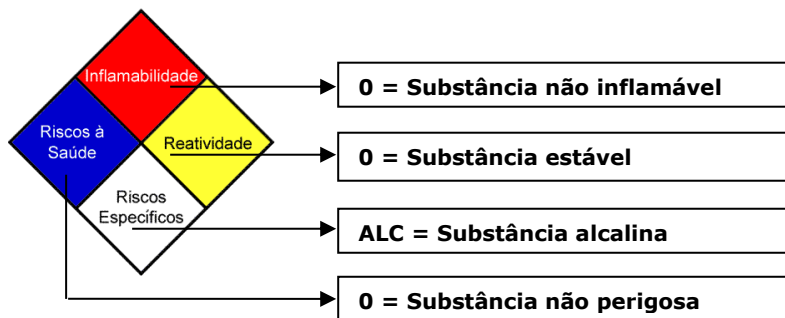 Inflamabilidade
0 = Substância não inflamável
Riscos à
Saúde
Reatividade
0 = Substância estável
Riscos
Específicos
ALC = Substância alcalina
0 = Substância não perigosa